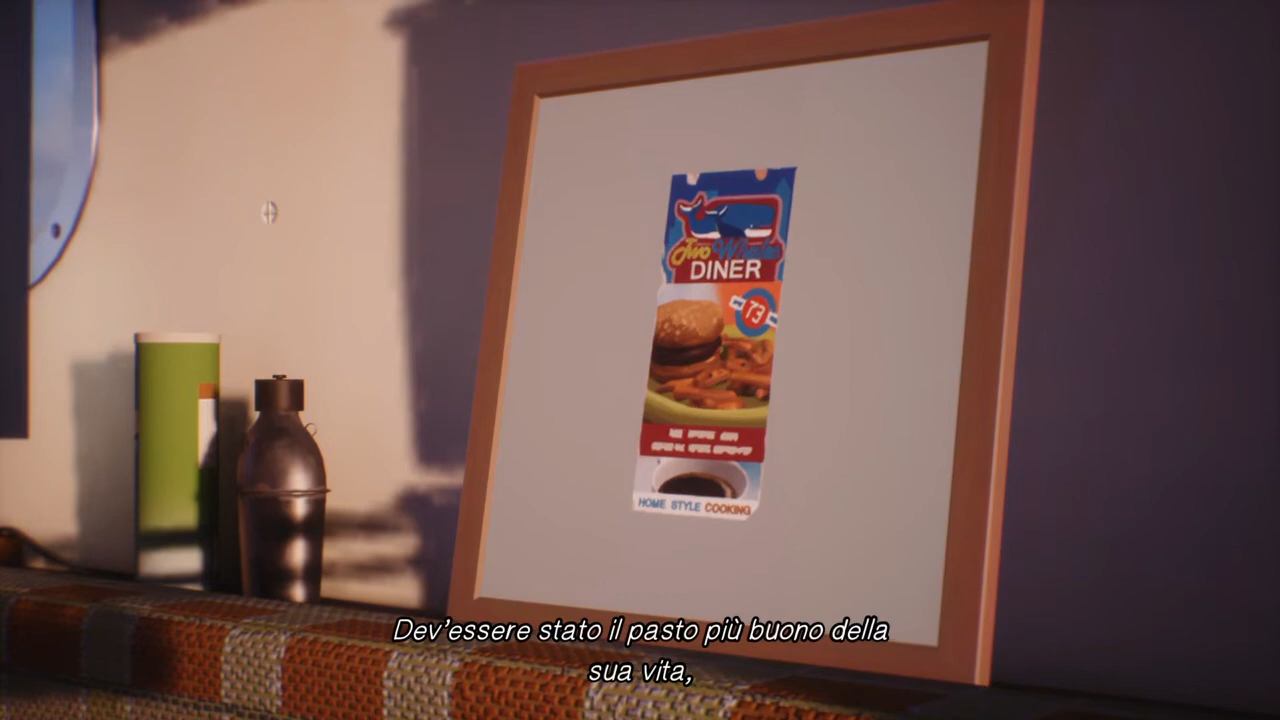 Two Whales
DINER
73
HOME STYLE COOKING
Dev'essere stato il pasto più buono della
sua vita,